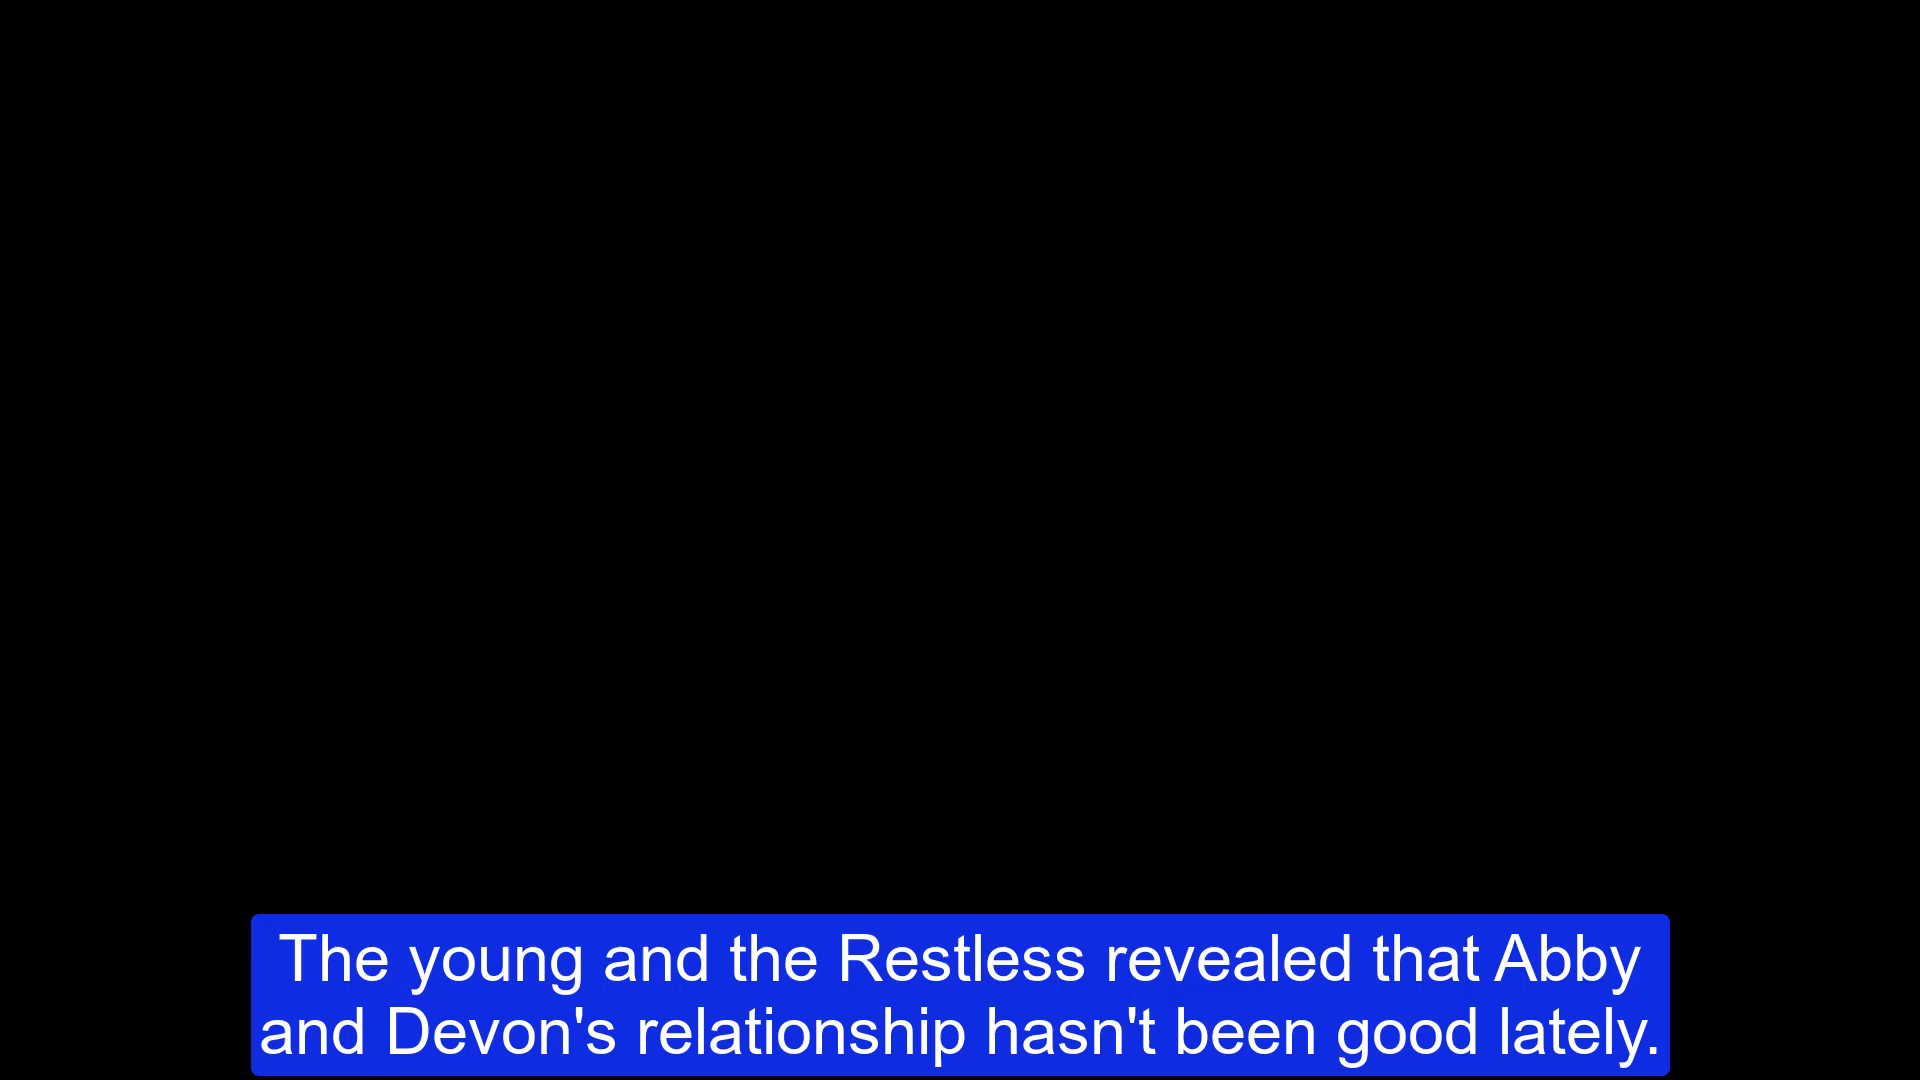 The young and the Restless revealed that Abby
and Devon's relationship hasn't been good lately.